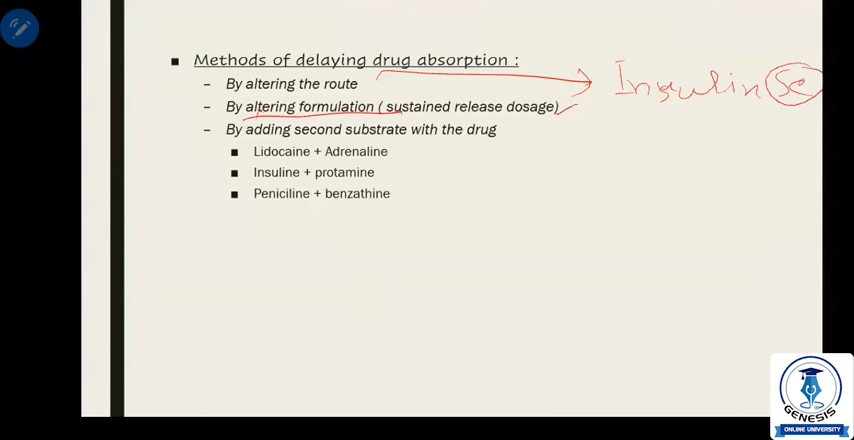 Methods of delaying drug absorption :
– By altering the route
– By altering formulation ( sustained release dosage)
– By adding second substrate with the drug
Lidocaine + Adrenaline
Insuline + protamine
Peniciline + benzathine
Insulin Sc
GENESIS
ONLINE UNIVERSITY